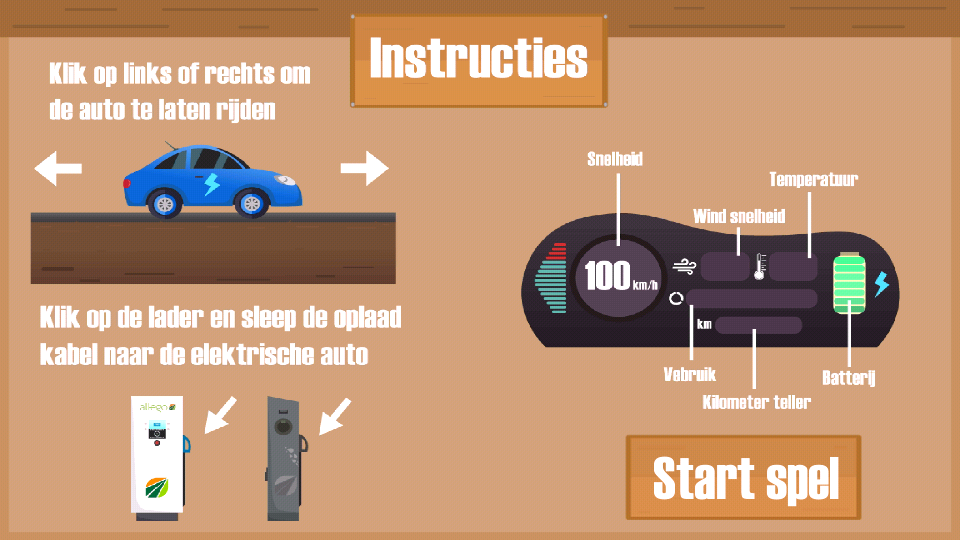 Instructies
Klik op links of rechts om
de auto te laten rijden
Snelheid
Temperatuur
Wind snelheid
100 km/h
km
Vebruik
Batterij
Kilometer teller
Klik op de lader en sleep de oplaad
kabel naar de elektrische auto
allego
Start spel